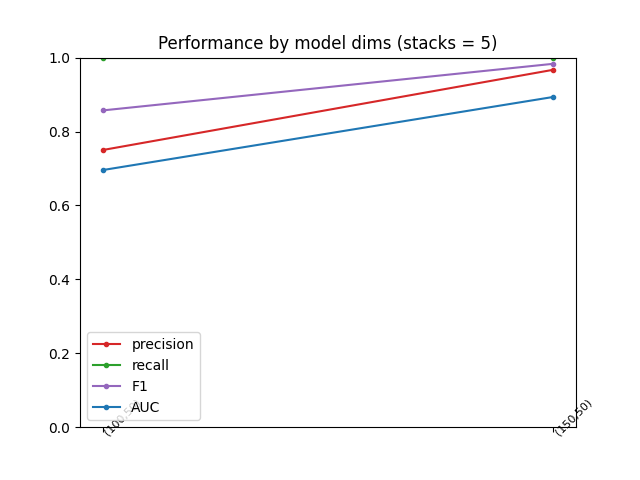 Performance by model dims (stacks = 5)
1.0
0.8
0.6
0.4
0.2
0.0
precision
recall
F1
AUC
(150,50)